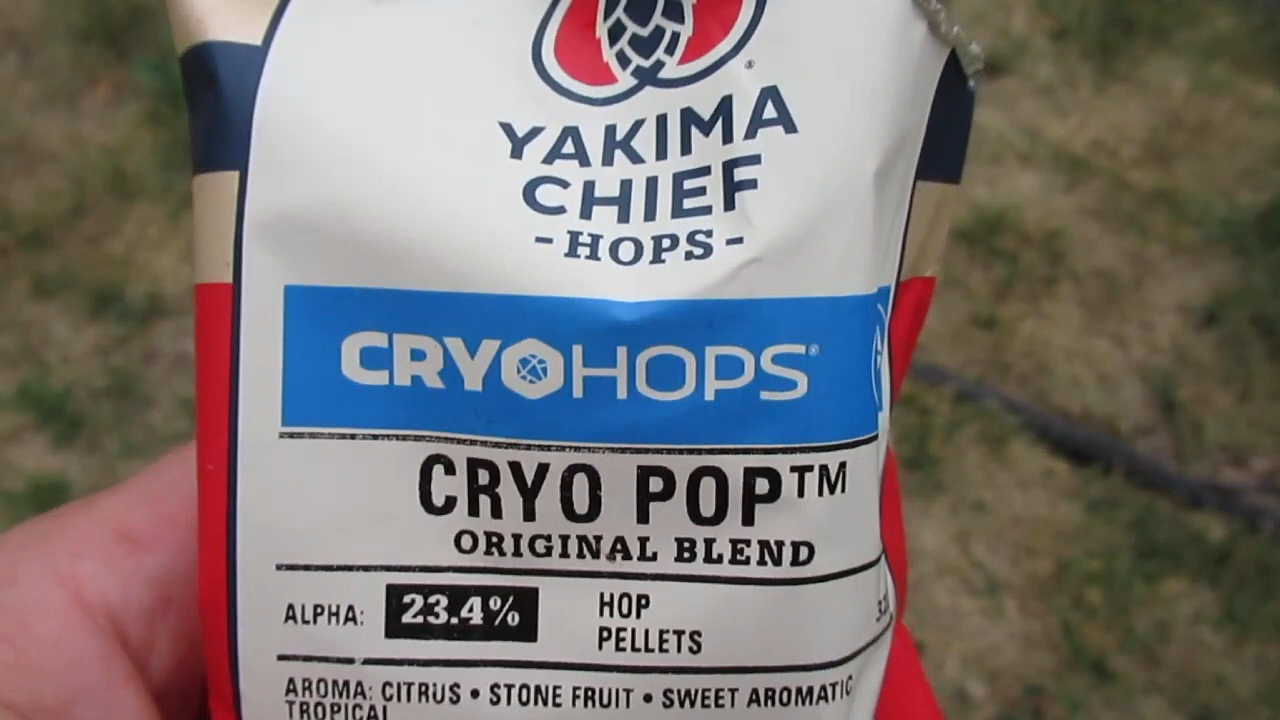 YAKIMA
CHIEF
-HOPS-
CRYOHOPS®
CRYO POP™
ORIGINAL BLEND
ALPHA: 23.4% HOP
PELLETS
AROMA: CITRUS • STONE FRUIT • SWEET AROMATIC
TROPICAL